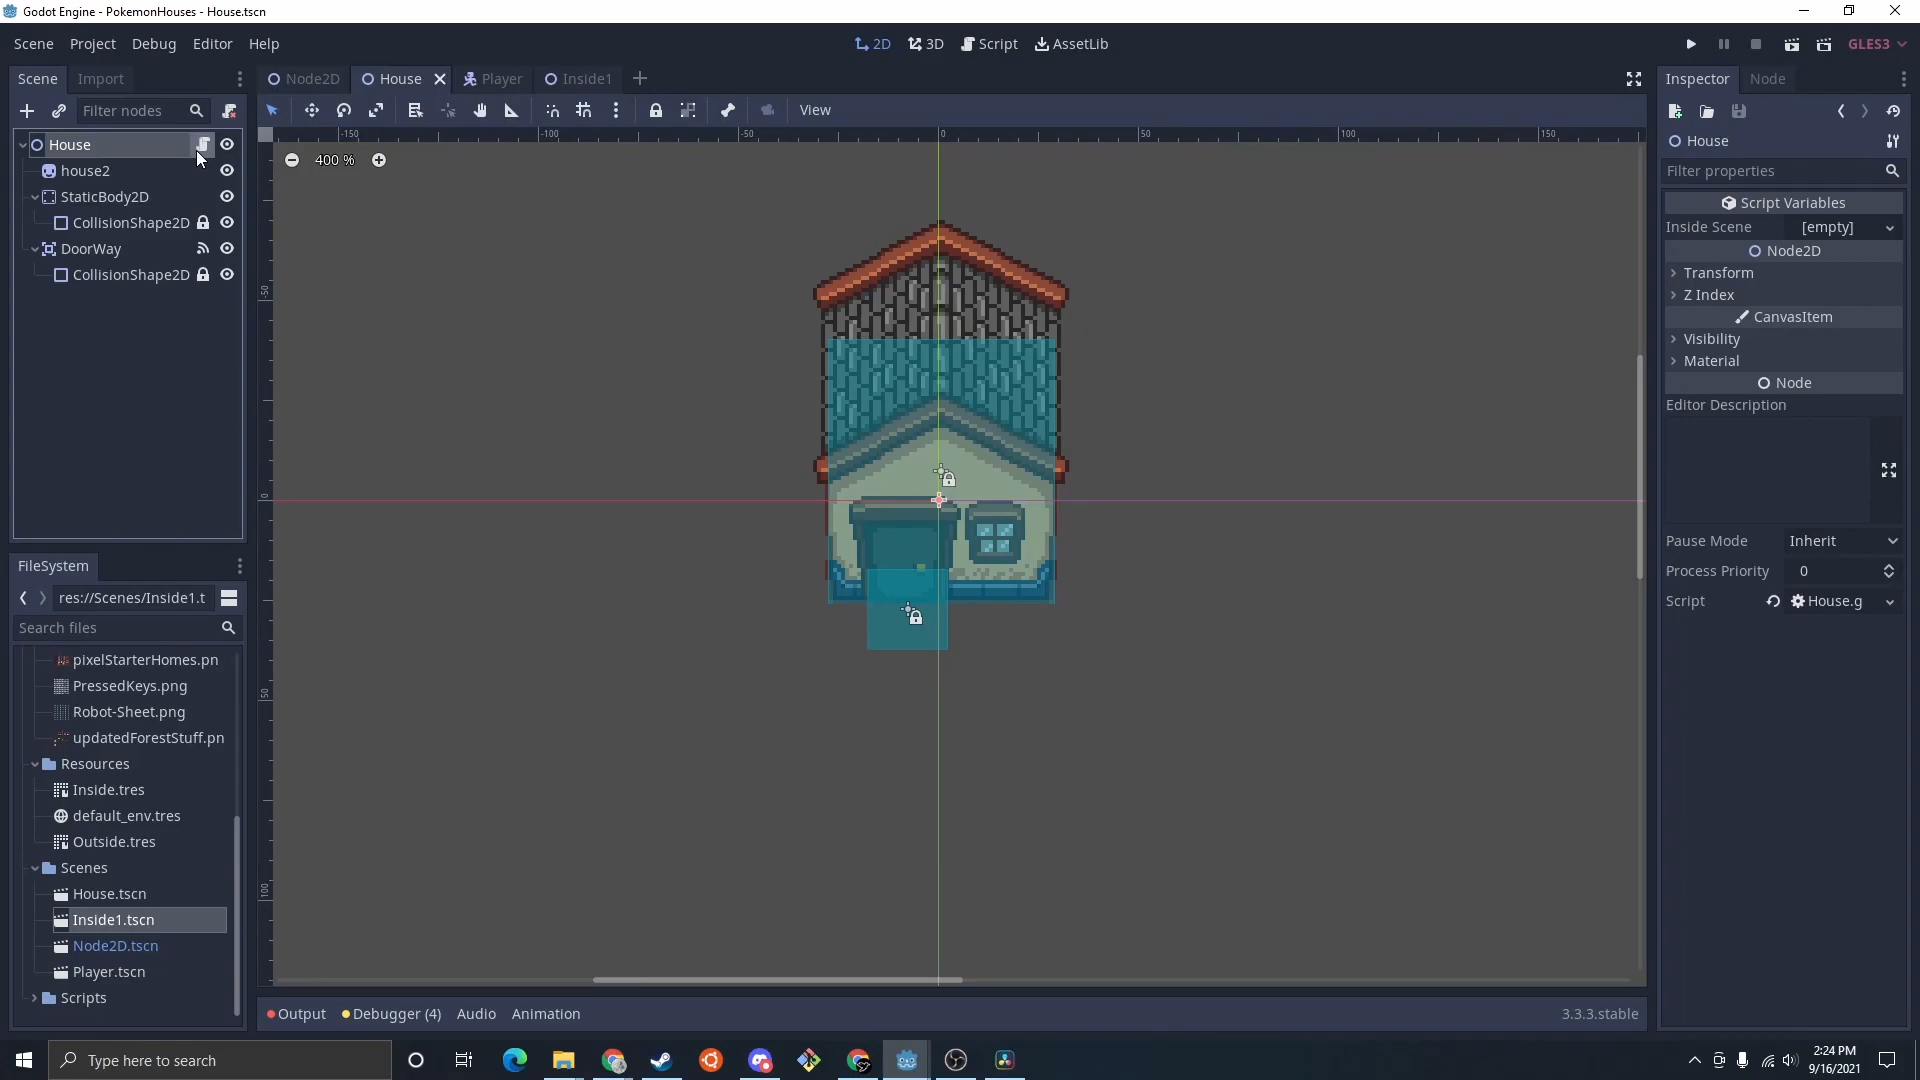 Godot Engine - PokemonHouses - House.tscn
Scene Project Debug Editor Help
2D 3D Script AssetLib
GLES3
Scene Import
Node2D House Player Inside1
Inspector Node
Filter nodes
View
House
house2
StaticBody2D
CollisionShape2D
DoorWay
CollisionShape2D
-150 -100 -50 0 50 100 150
400 %
-50
0
50
100
House
Filter properties
Script Variables
Inside Scene [empty]
Node2D
Transform
Z Index
CanvasItem
Visibility
Material
Node
Editor Description
Pause Mode Inherit
Process Priority 0
Script House.g
FileSystem
res://Scenes/Inside1.t
Search files
pixelStarterHomes.pn
PressedKeys.png
Robot-Sheet.png
updatedForestStuff.pn
Resources
Inside.tres
default_env.tres
Outside.tres
Scenes
House.tscn
Inside1.tscn
Node2D.tscn
Player.tscn
Scripts
Output Debugger (4) Audio Animation
3.3.3.stable
Type here to search
2:24 PM
9/16/2021